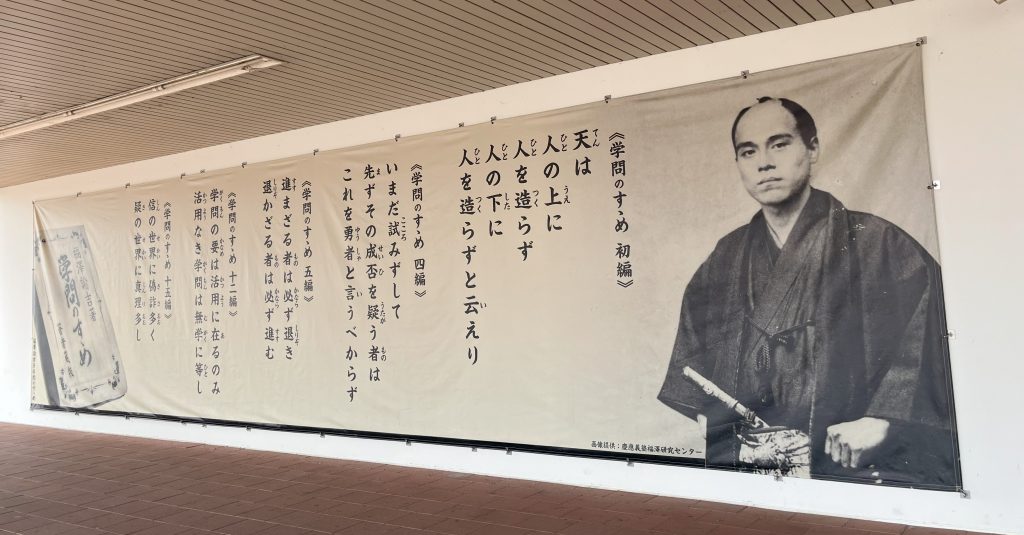 《学問のすゝめ 初編》
天は
人の上に
人を造らず
人の下に
人を造らずと云えり
《学問のすゝめ 四編》
いまだ試みずして
先ずその成否を疑う者は
これを勇者と言うべからず
《学問のすゝめ 五編》
進まざる者は必ず退き
退かざる者は必ず進む
《学問のすゝめ 十二編》
学問の要は活用に在るのみ
活用なき学問は無学に等し
《学問のすゝめ 十五編》
信の世界に偽詐多く
疑の世界に真理多し
福澤諭吉著
学問のすゝめ
画像提供：慶應義塾福澤研究センター